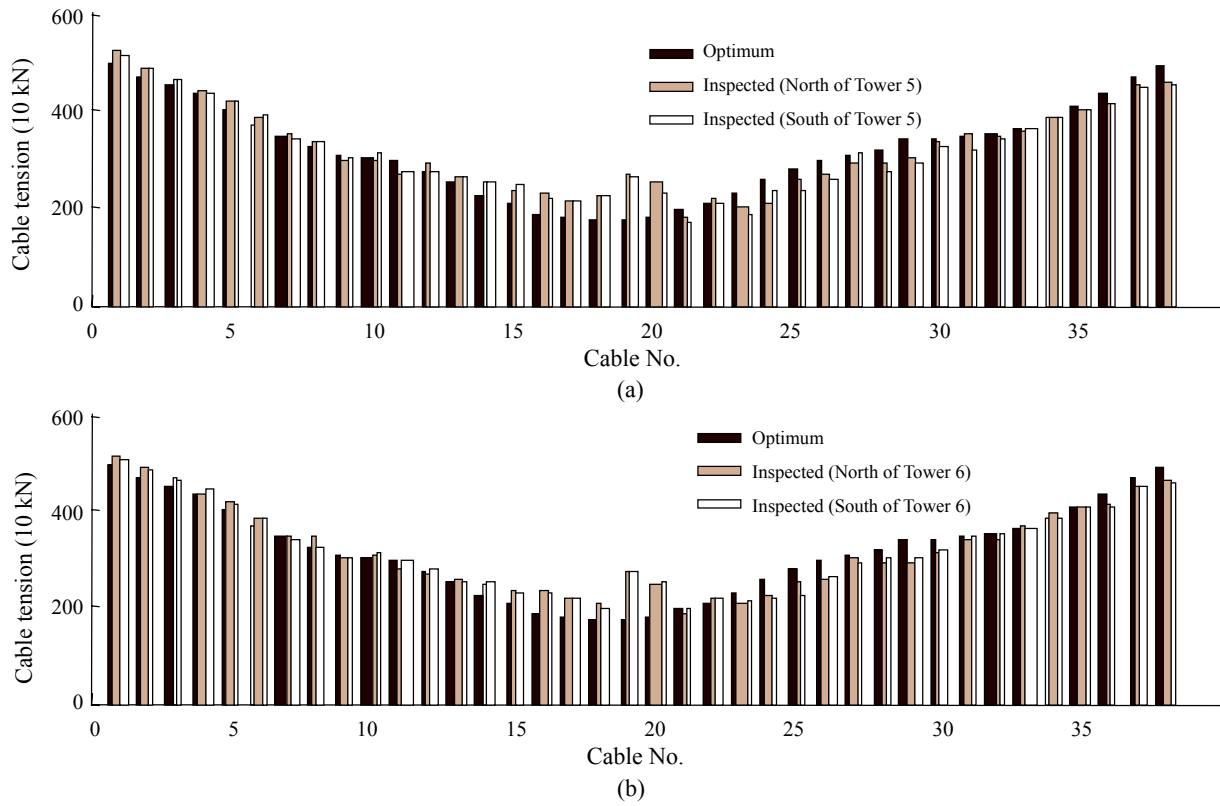 600
400
200
0
Cable tension (10 kN)
Optimum
Inspected (North of Tower 5)
Inspected (South of Tower 5)
0 5 10 15 20 25 30 35
Cable No.
(a)
600
400
200
0
Cable tension (10 kN)
Optimum
Inspected (North of Tower 6)
Inspected (South of Tower 6)
0 5 10 15 20 25 30 35
Cable No.
(b)